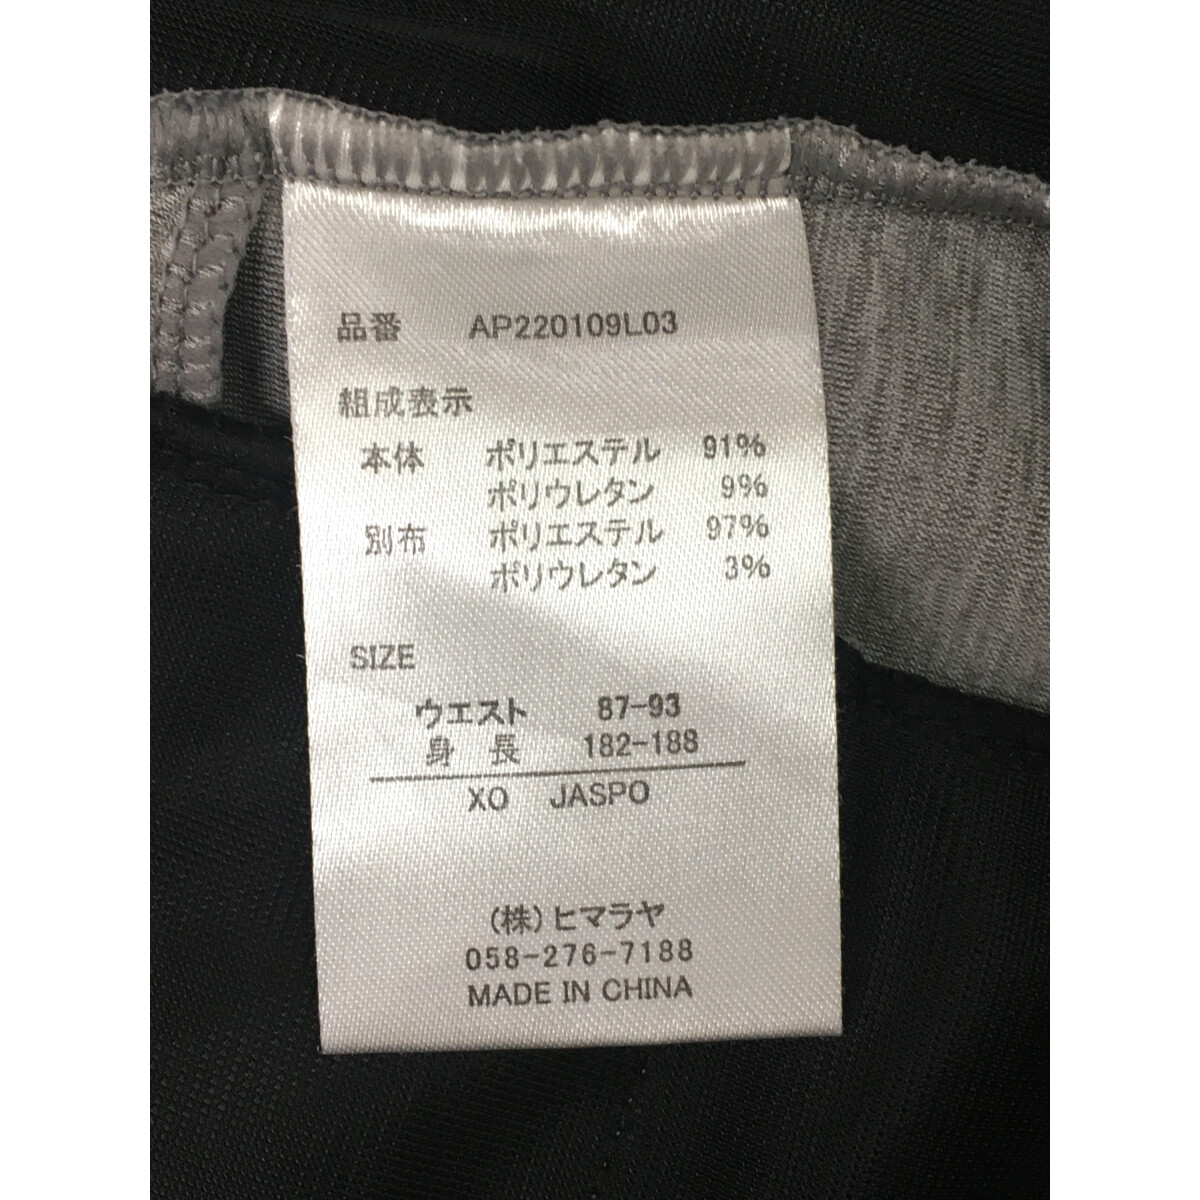 品番 AP220109L03
組成表示
本体 ポリエステル 91%
ポリウレタン 9%
別布 ポリエステル 97%
ポリウレタン 3%
SIZE
ウエスト 87-93
身 長 182-188
XO JASPO
(株)ヒマラヤ
058-276-7188
MADE IN CHINA